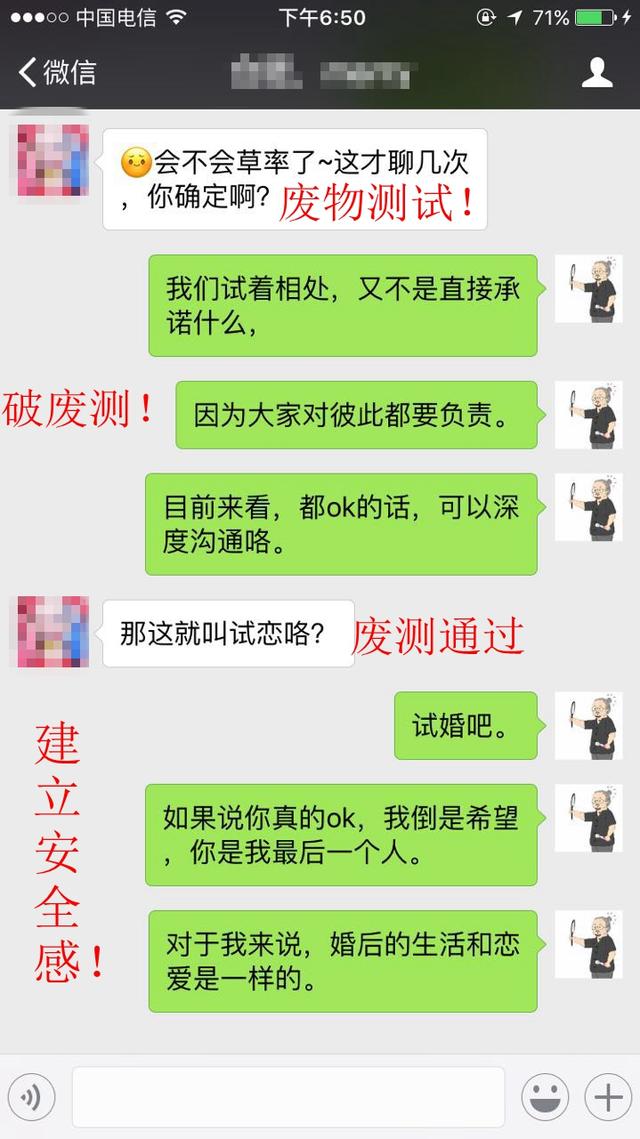 中国电信 下午6:50 71%
微信
会不会草率了~这才聊几次
，你确定啊？
废物测试！
我们试着相处，又不是直接承
诺什么，
破废测！
因为大家对彼此都要负责。
目前来看，都ok的话，可以深
度沟通咯。
那这就叫试恋咯？
废测通过
试婚吧。
建立安全感！
如果说你真的ok，我倒是希望
，你是我最后一个人。
对于我来说，婚后的生活和恋
爱是一样的。